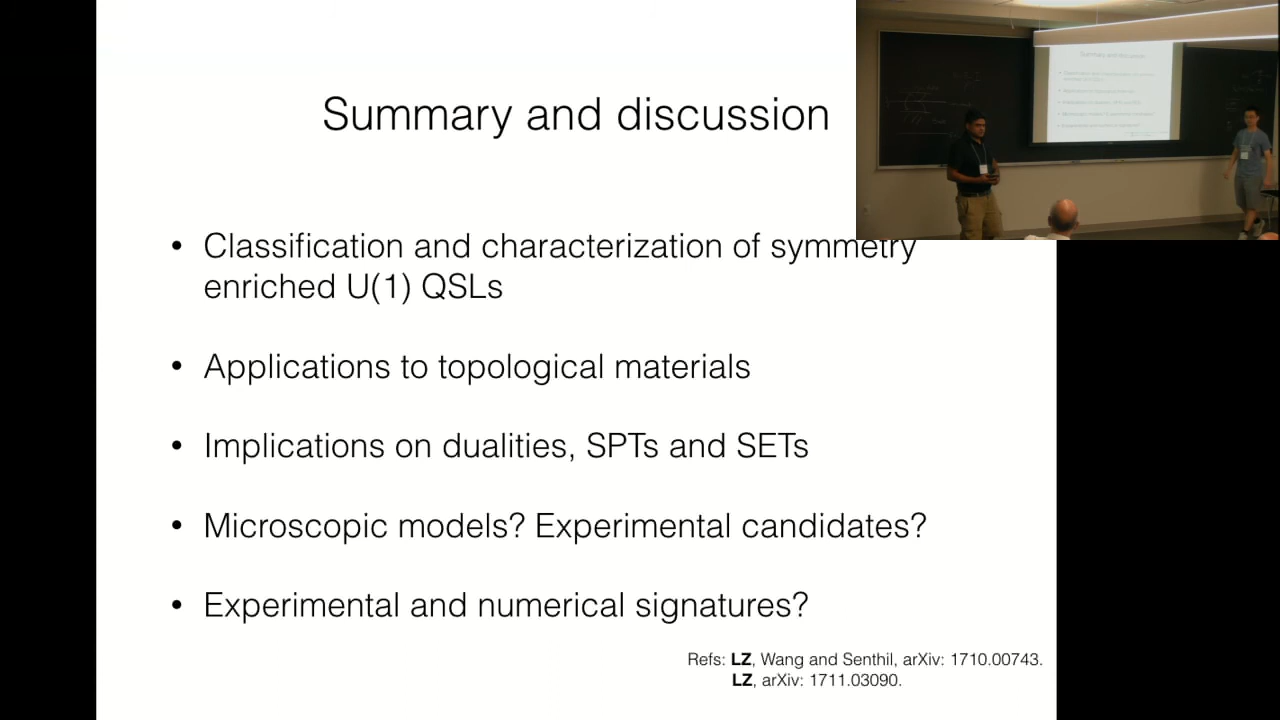 Summary and discussion
• Classification and characterization of symmetry
enriched U(1) QSLs
• Applications to topological materials
• Implications on dualities, SPTs and SETs
• Microscopic models? Experimental candidates?
• Experimental and numerical signatures?
Refs: LZ, Wang and Senthil, arXiv: 1710.00743.
LZ, arXiv: 1711.03090.